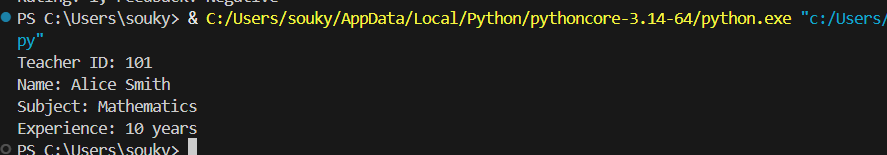 PS C:\Users\souky> & C:/Users/souky/AppData/Local/Python/pythoncore-3.14-64/python.exe "c:/Users/
py"
Teacher ID: 101
Name: Alice Smith
Subject: Mathematics
Experience: 10 years
PS C:\Users\souky>